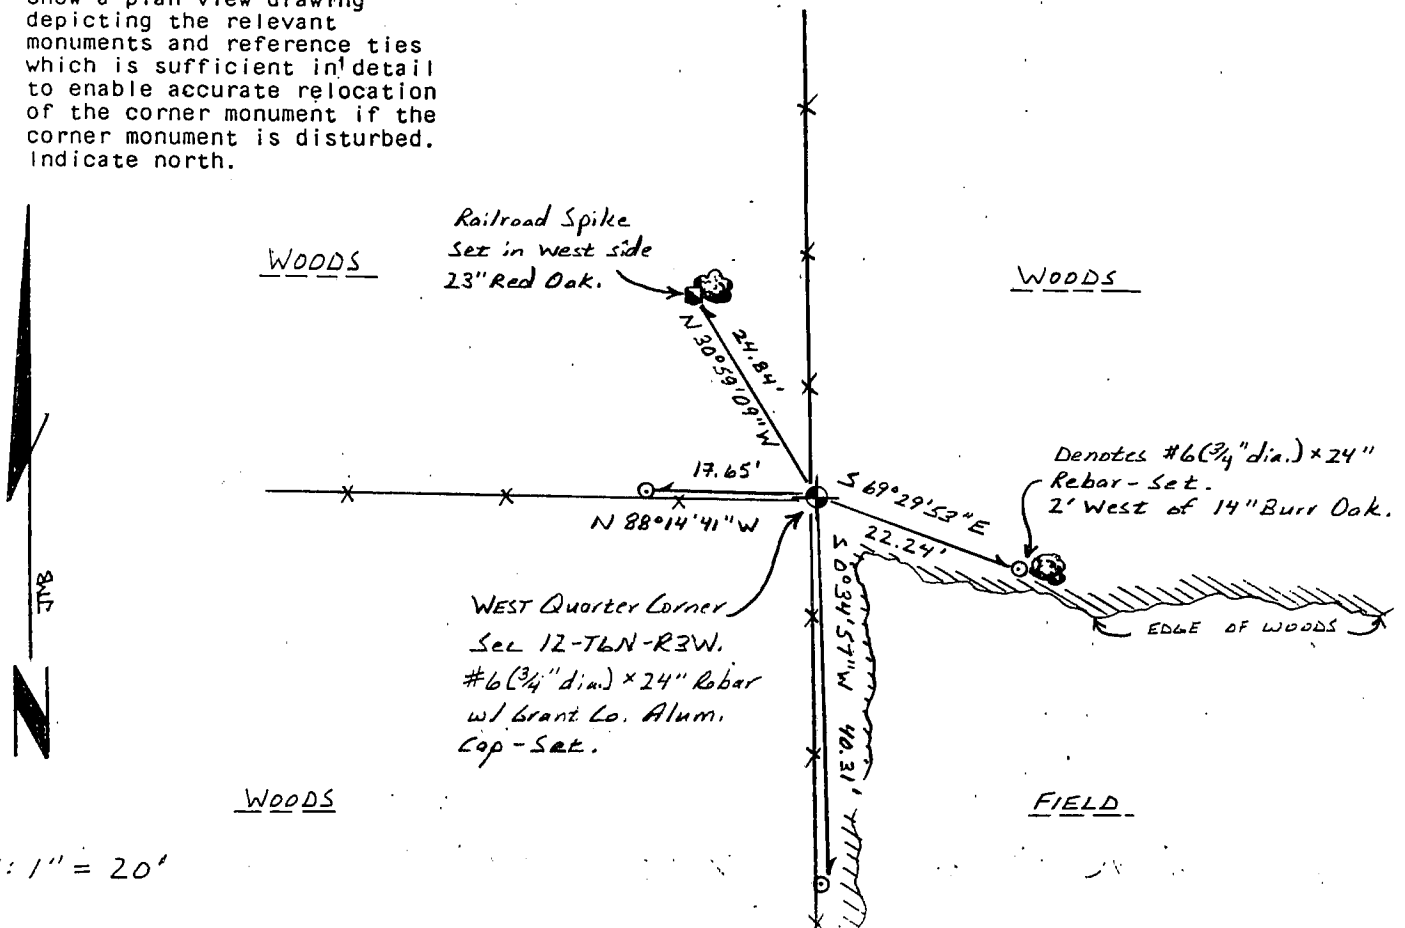 depicting the relevant
monuments and reference ties
which is sufficient in detail
to enable accurate relocation
of the corner monument if the
corner monument is disturbed.
Indicate north.
Railroad Spike
Set in west side
23" Red Oak.
WOODS
WOODS
24.84'
N 30°59'09" W
17.65'
N 88°14'41" W
S 69°29'53" E
22.24'
Denotes #6 (3/4" dia.) x 24"
Rebar - Set.
2' West of 14" Burr Oak.
EDGE OF WOODS
S 0°34'57" W 40.31'
WEST Quarter Corner
Sec 12-T6N-R3W.
#6 (3/4" dia.) x 24" Rebar
w/ Grant Co. Alum.
Cap - Set.
JMB
N
WOODS
FIELD
: 1" = 20'